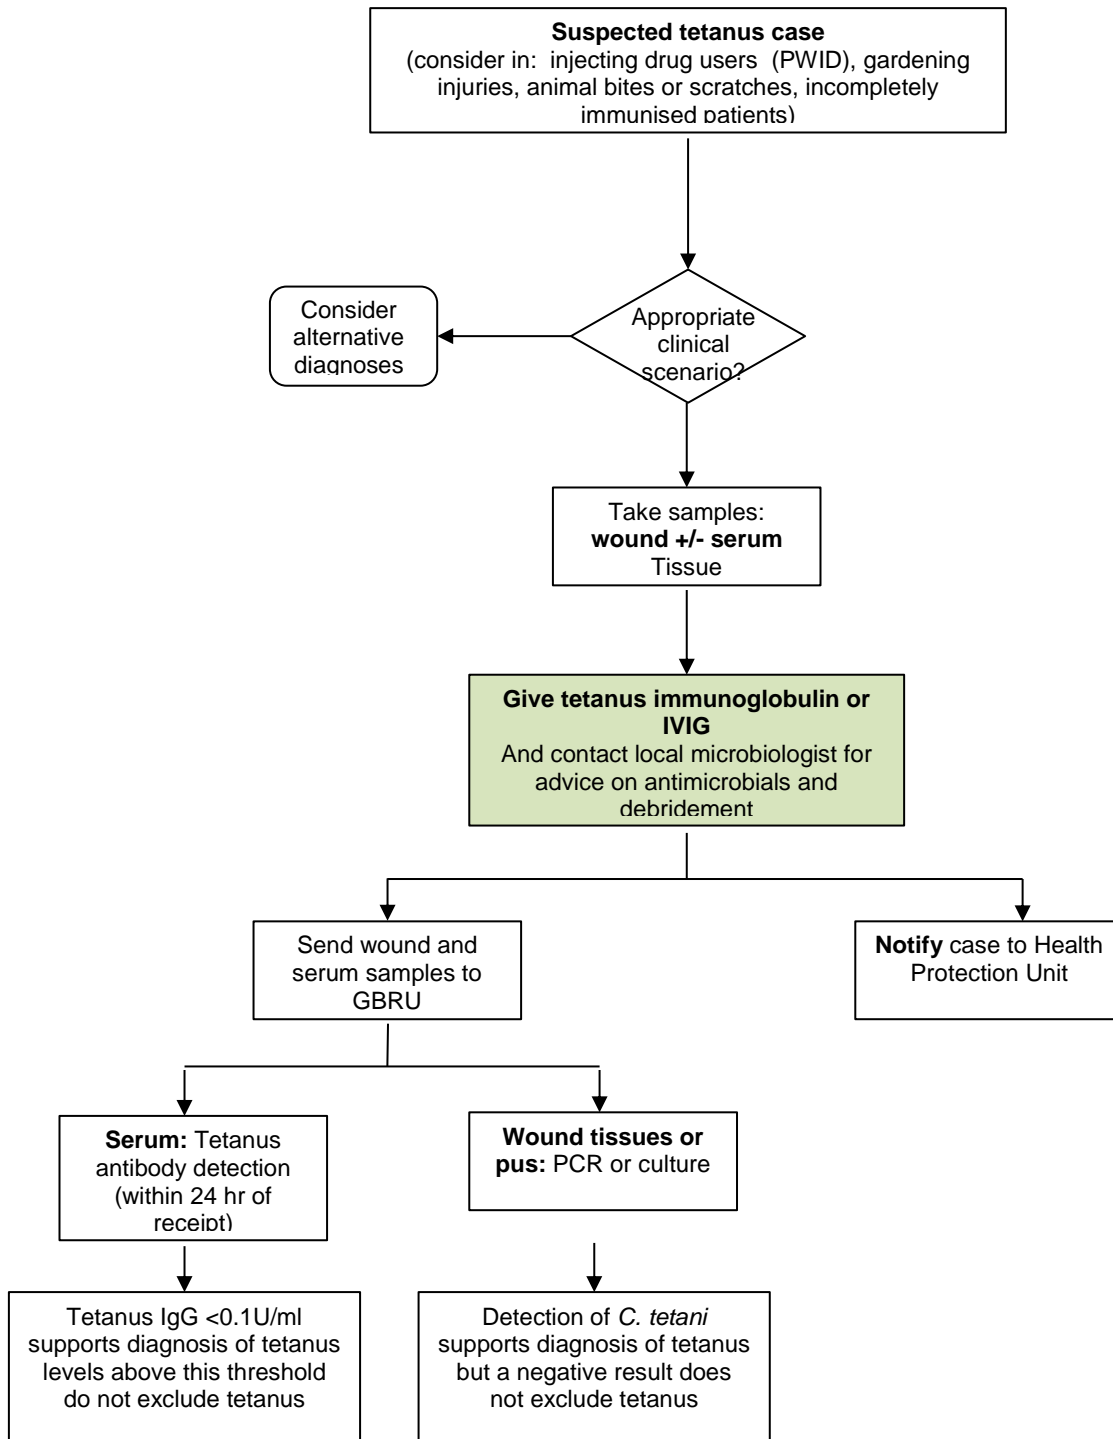 Suspected tetanus case
(consider in:  injecting drug users  (PWID), gardening
injuries, animal bites or scratches, incompletely
immunised patients)
Consider
alternative
diagnoses
Appropriate
clinical
scenario?
Take samples:
wound +/- serum
Tissue
Give tetanus immunoglobulin or
IVIG
And contact local microbiologist for
advice on antimicrobials and
debridement
Send wound and
serum samples to
GBRU
Notify case to Health
Protection Unit
Serum: Tetanus
antibody detection
(within 24 hr of
receipt)
Wound tissues or
pus: PCR or culture
Tetanus IgG <0.1U/ml
supports diagnosis of tetanus
levels above this threshold
do not exclude tetanus
Detection of C. tetani
supports diagnosis of tetanus
but a negative result does
not exclude tetanus